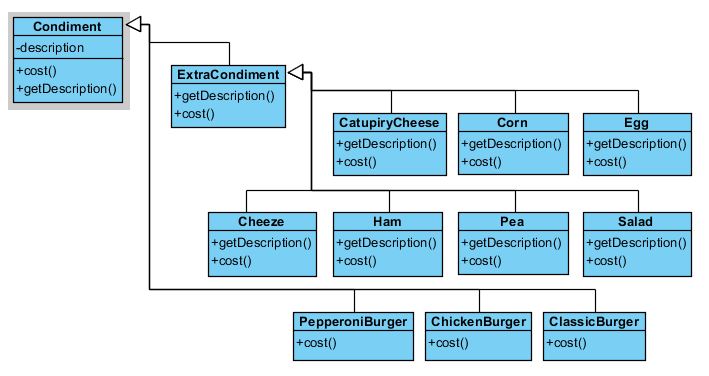 Condiment
-description
+cost()
+getDescription()
ExtraCondiment
+getDescription()
+cost()
CatupiryCheese
+getDescription()
+cost()
Corn
+getDescription()
+cost()
Egg
+getDescription()
+cost()
Cheeze
+getDescription()
+cost()
Ham
+getDescription()
+cost()
Pea
+getDescription()
+cost()
Salad
+getDescription()
+cost()
PepperoniBurger
+cost()
ChickenBurger
+cost()
ClassicBurger
+cost()